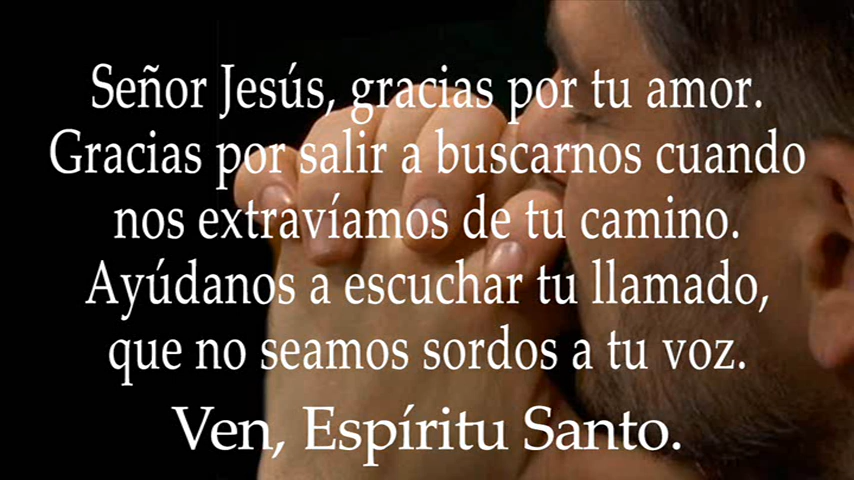 Señor Jesús, gracias por tu amor.
Gracias por salir a buscarnos cuando
nos extravíamos de tu camino.
Ayúdanos a escuchar tu llamado,
que no seamos sordos a tu voz.
Ven, Espíritu Santo.